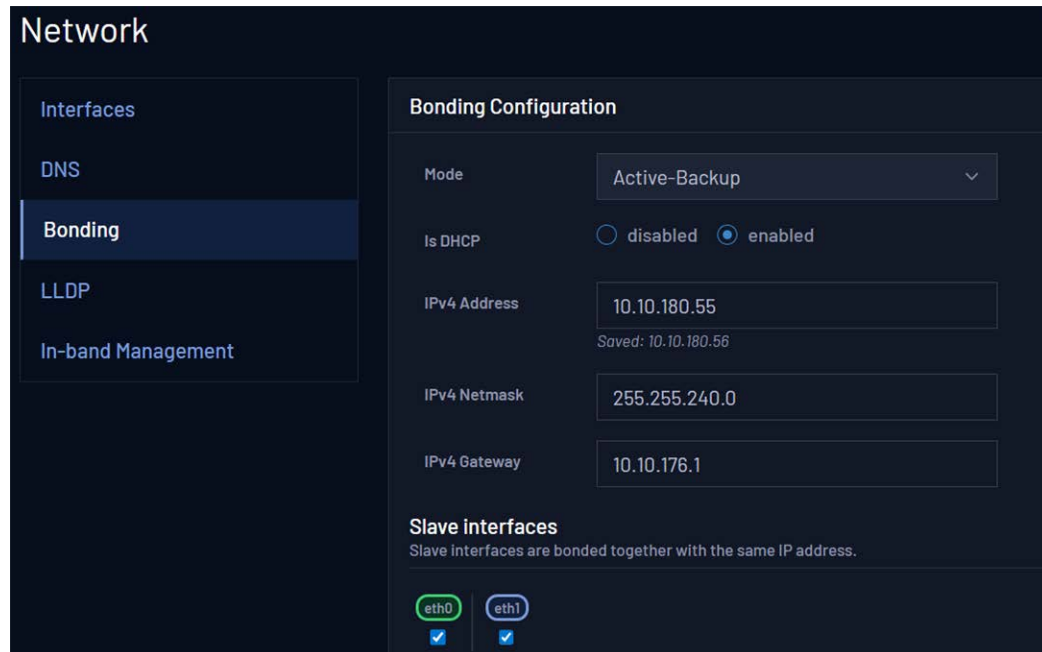 Network
Interfaces
DNS
Bonding
LLDP
In-band Management
Bonding Configuration
Mode
Active-Backup
Is DHCP
disabled enabled
IPv4 Address
10.10.180.55
Saved: 10.10.180.56
IPv4 Netmask
255.255.240.0
IPv4 Gateway
10.10.176.1
Slave interfaces
Slave interfaces are bonded together with the same IP address.
eth0 eth1